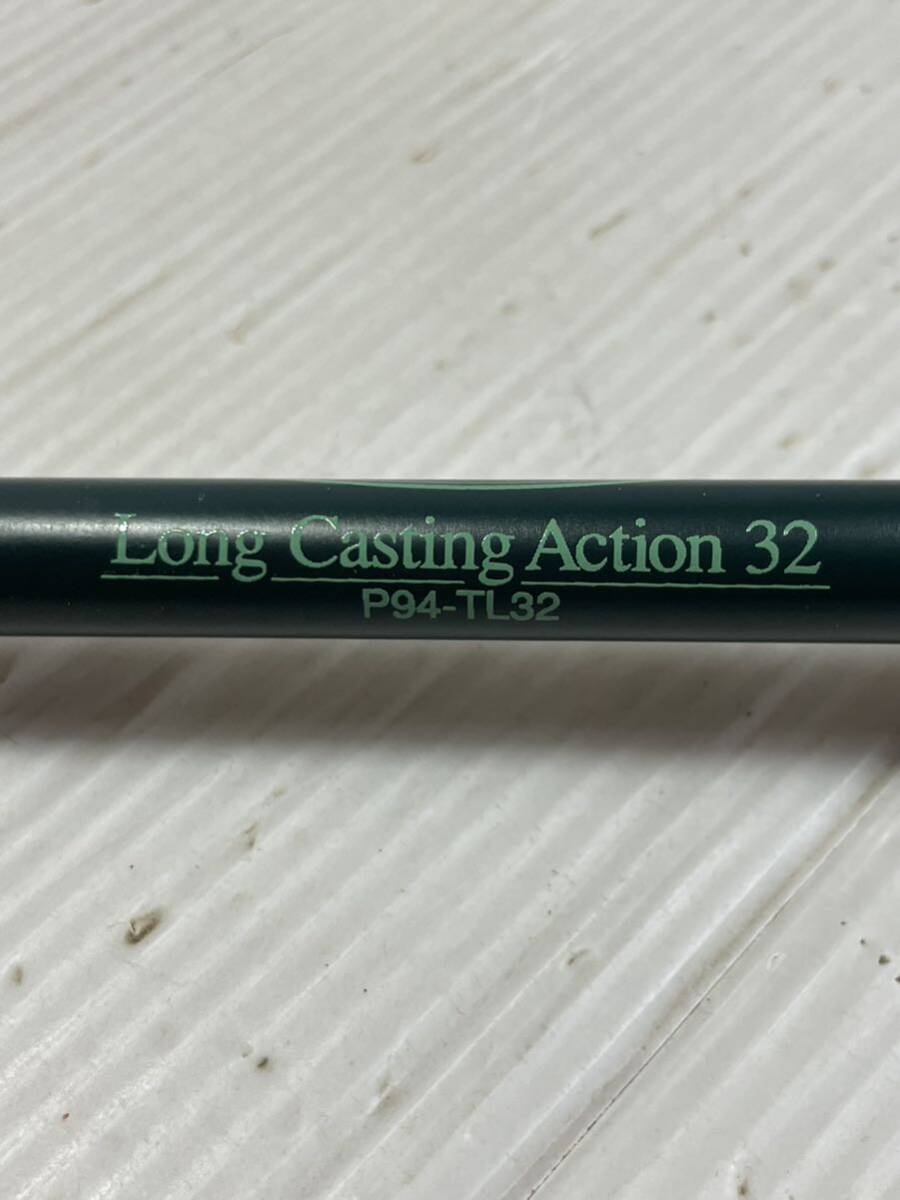 Long Casting Action 32
P94-TL32